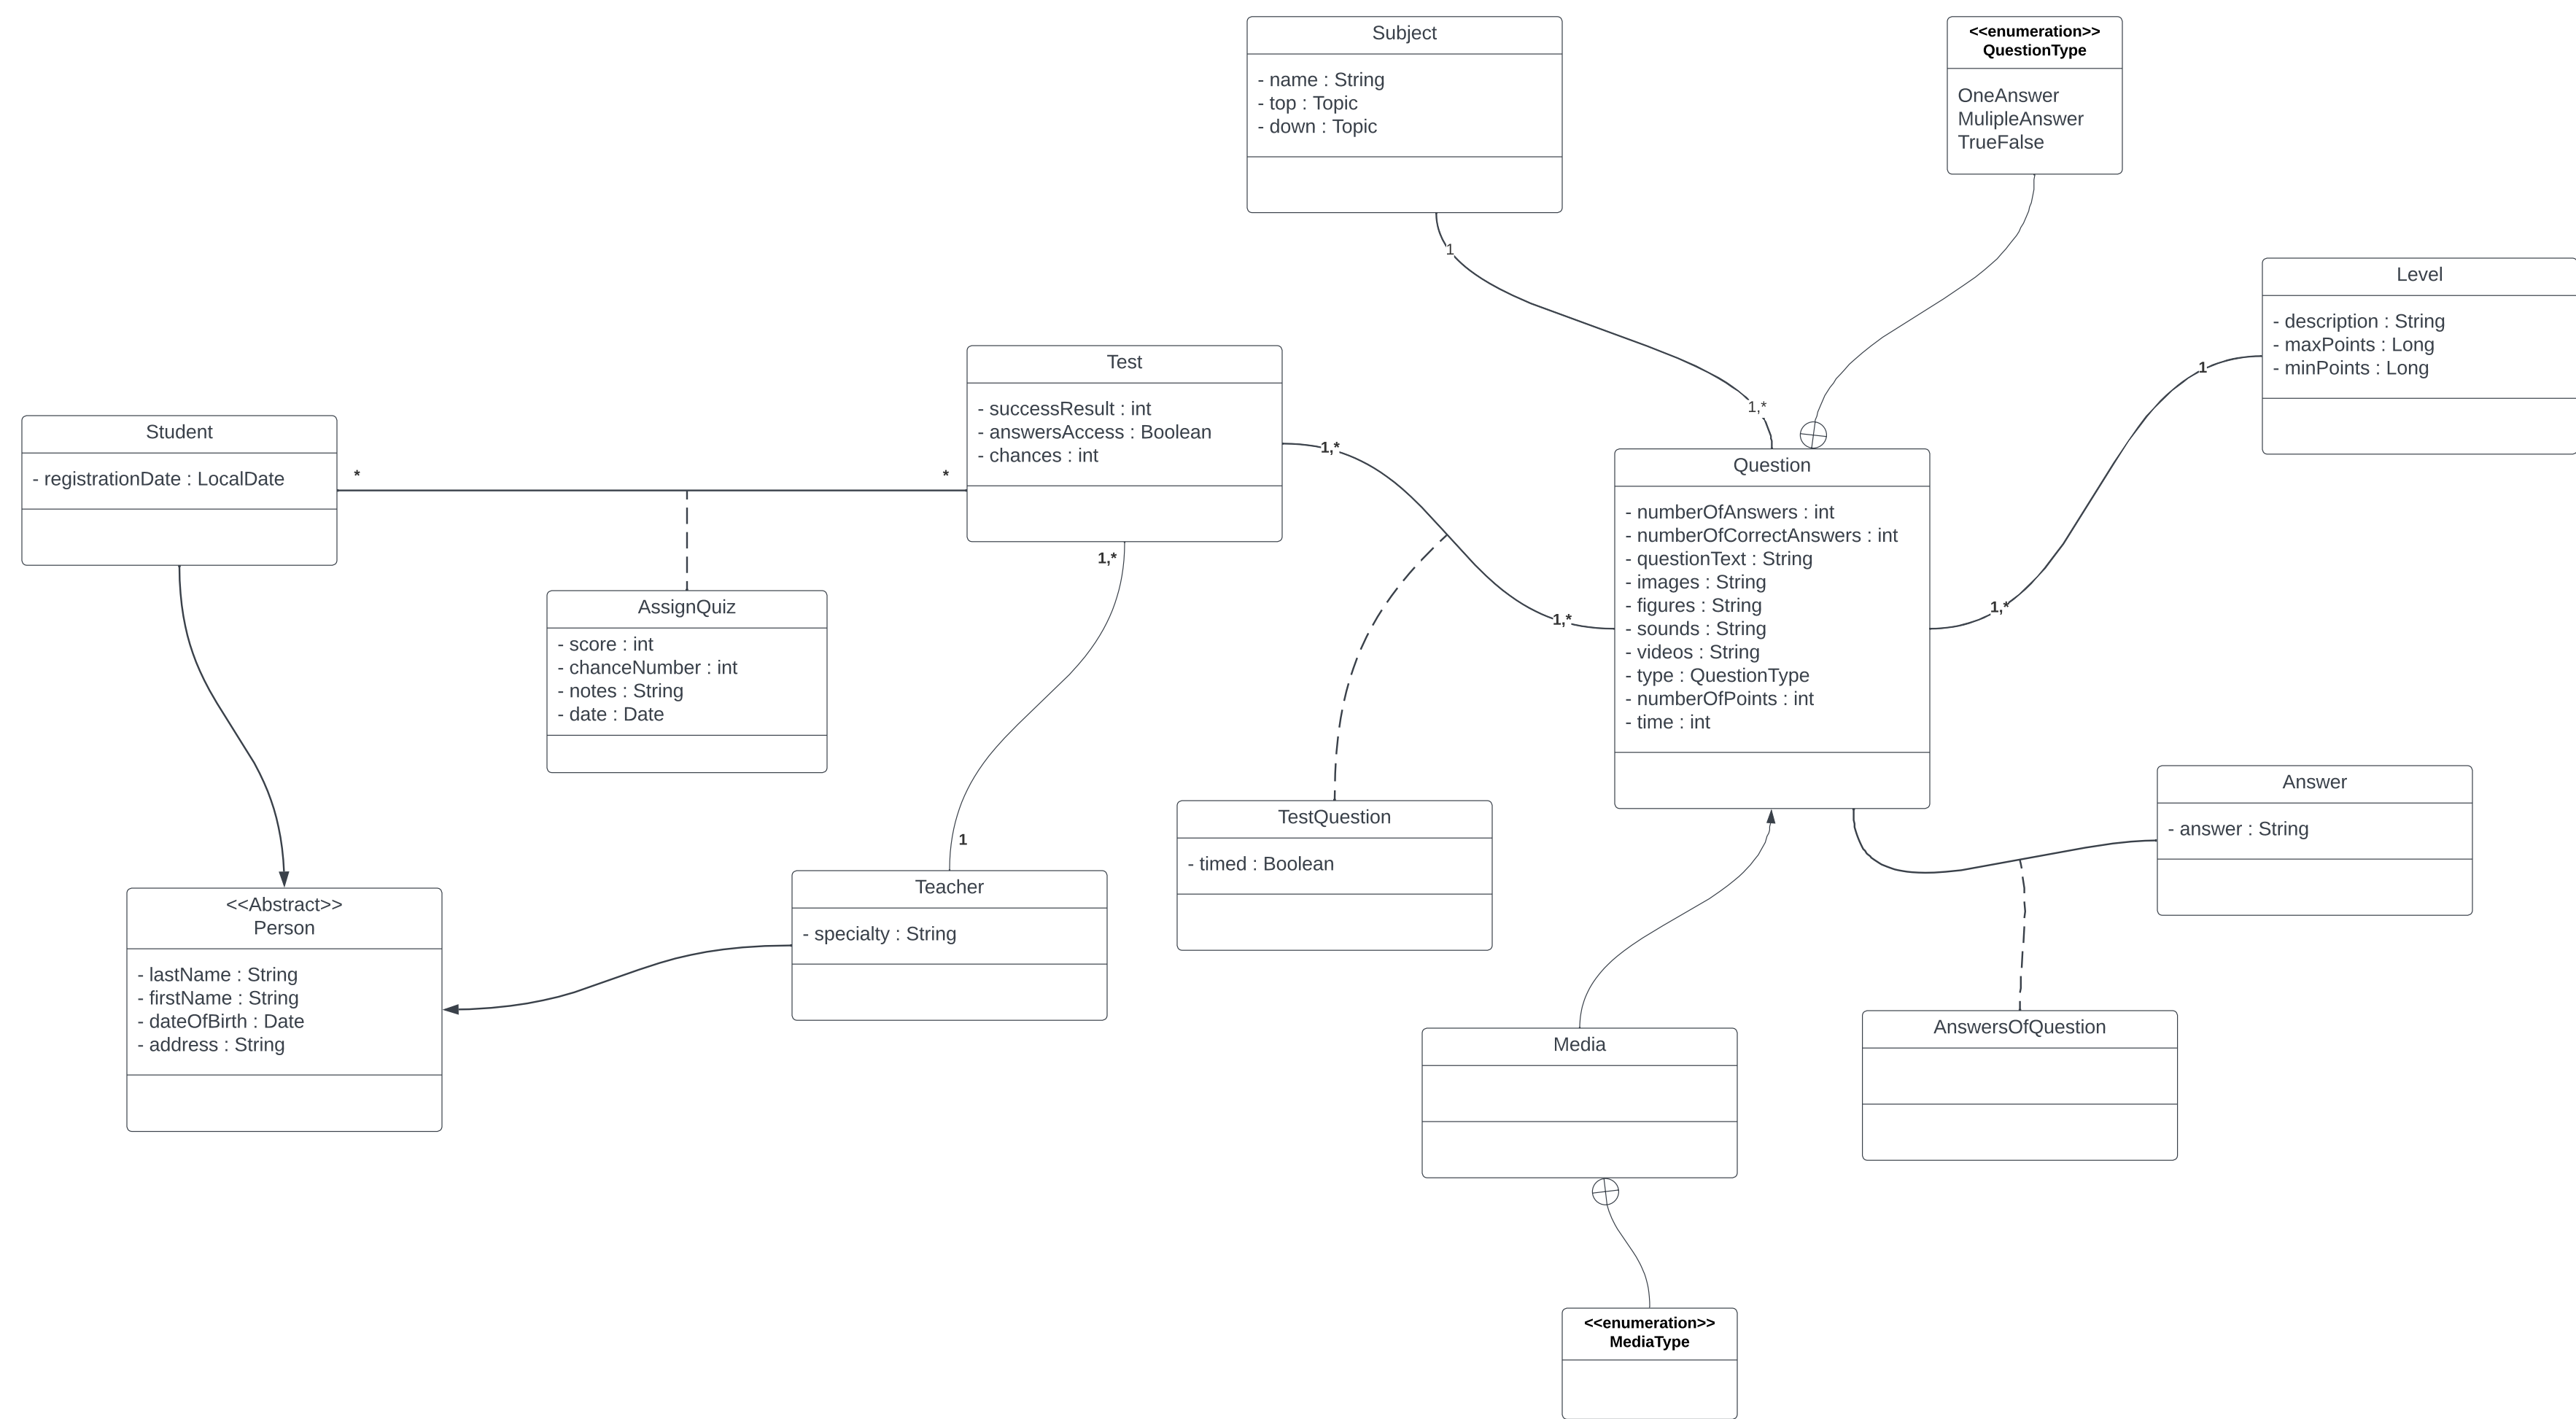 Subject
- name : String
- top : Topic
- down : Topic
<<enumeration>>
QuestionType
OneAnswer
MulipleAnswer
TrueFalse
1
Level
- description : String
- maxPoints : Long
- minPoints : Long
1
Test
- successResult : int
- answersAccess : Boolean
- chances : int
1,*
1,*
Student
- registrationDate : LocalDate
*
*
1,*
Question
- numberOfAnswers : int
- numberOfCorrectAnswers : int
- questionText : String
- images : String
- figures : String
- sounds : String
- videos : String
- type : QuestionType
- numberOfPoints : int
- time : int
1,*
1,*
1,*
AssignQuiz
- score : int
- chanceNumber : int
- notes : String
- date : Date
1
Answer
- answer : String
TestQuestion
- timed : Boolean
Teacher
- specialty : String
<<Abstract>>
Person
- lastName : String
- firstName : String
- dateOfBirth : Date
- address : String
Media
AnswersOfQuestion
<<enumeration>>
MediaType